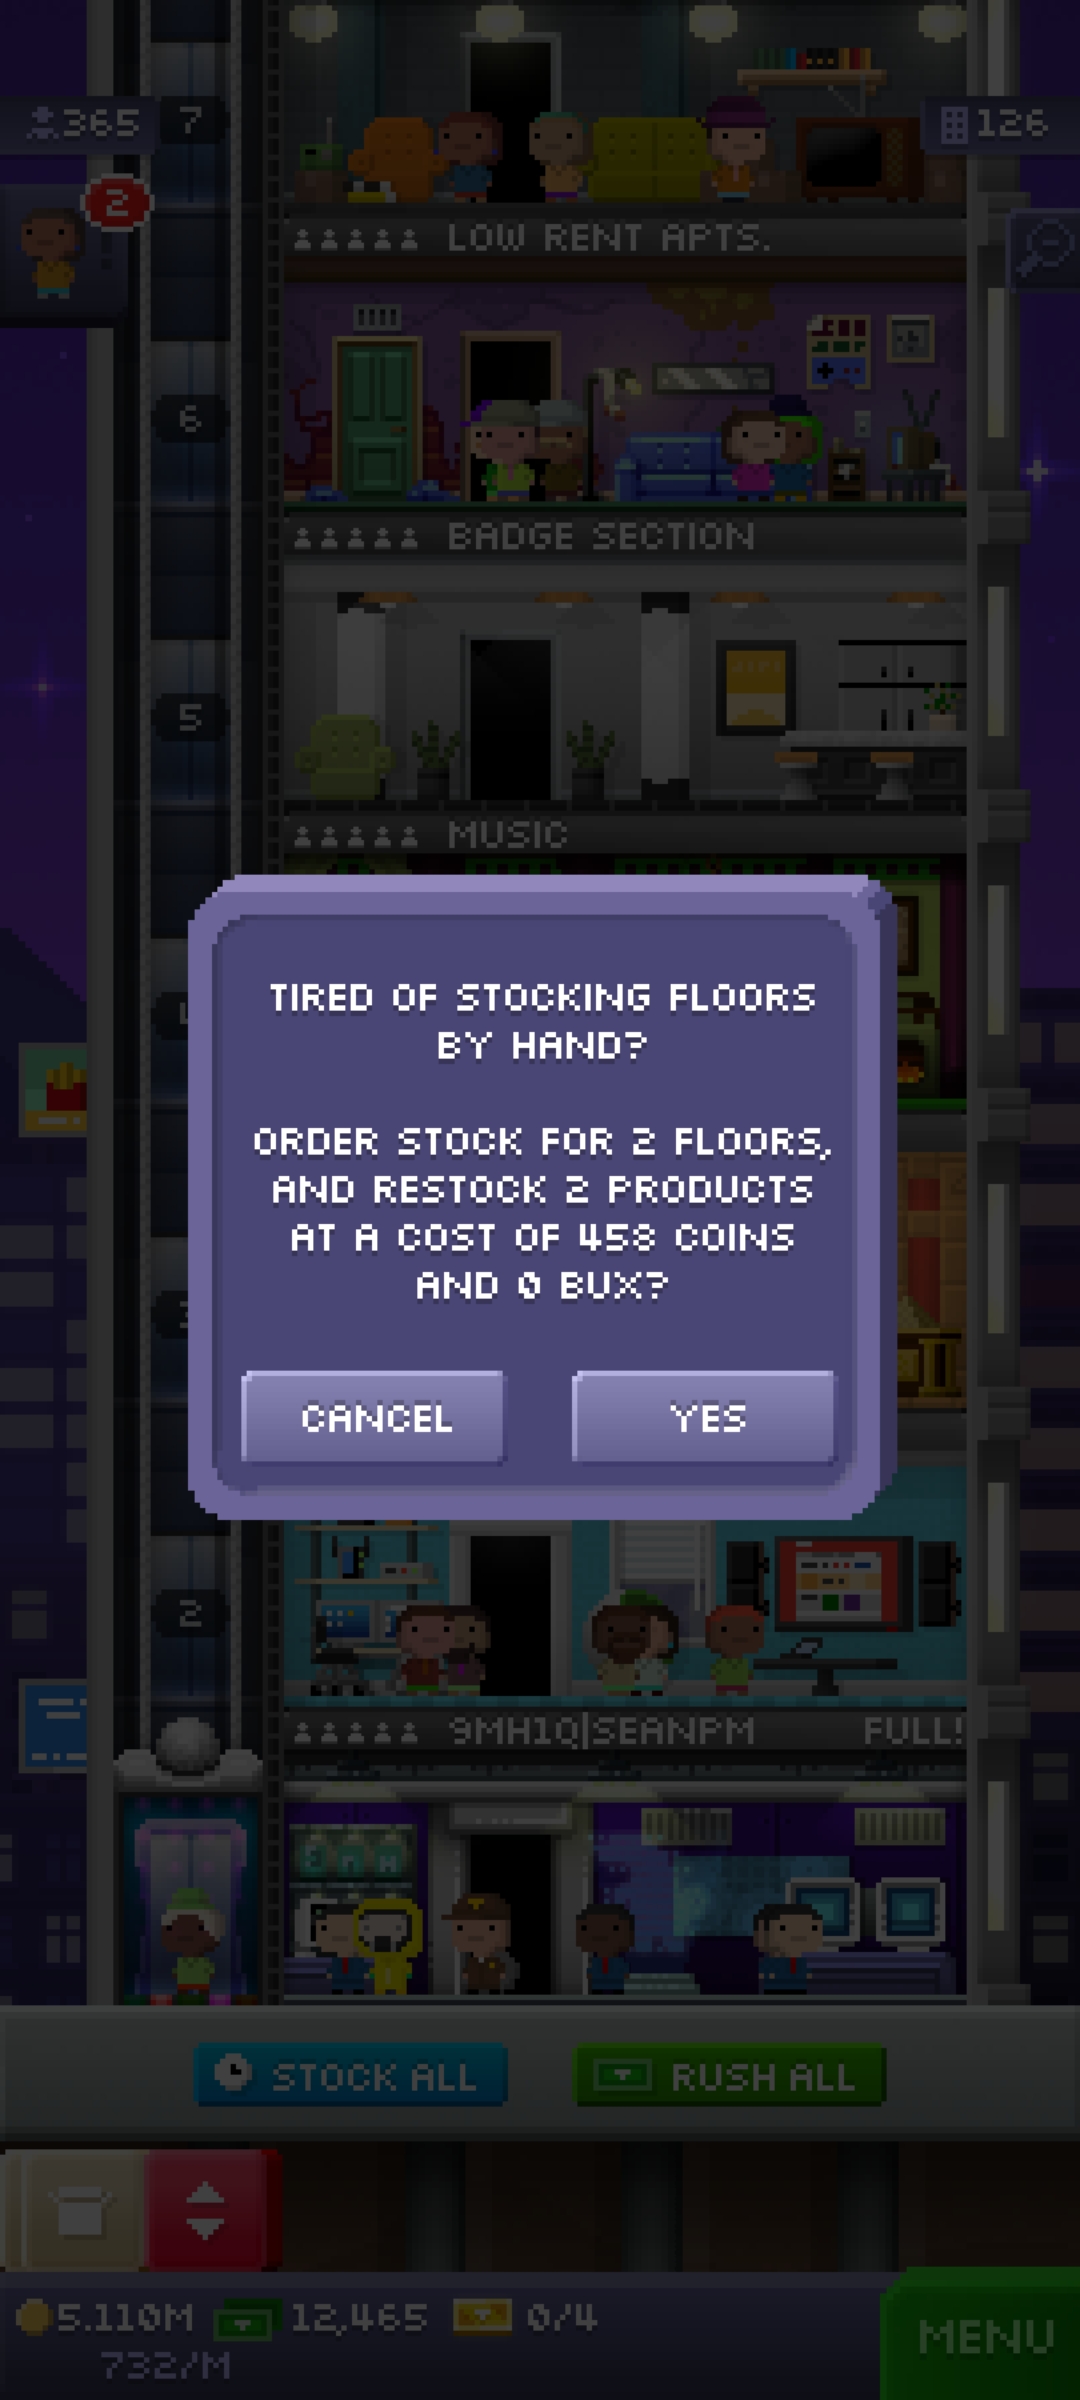 365
7
126
2
LOW RENT APTS.
6
BADGE SECTION
5
MUSIC
TIRED OF STOCKING FLOORS
BY HAND?
ORDER STOCK FOR 2 FLOORS,
AND RESTOCK 2 PRODUCTS
AT A COST OF 458 COINS
AND 0 BUX?
CANCEL
YES
2
9MH1Q|SEANPM
FULL!
STOCK ALL
RUSH ALL
5.110M
12,465
0/4
732/M
MENU